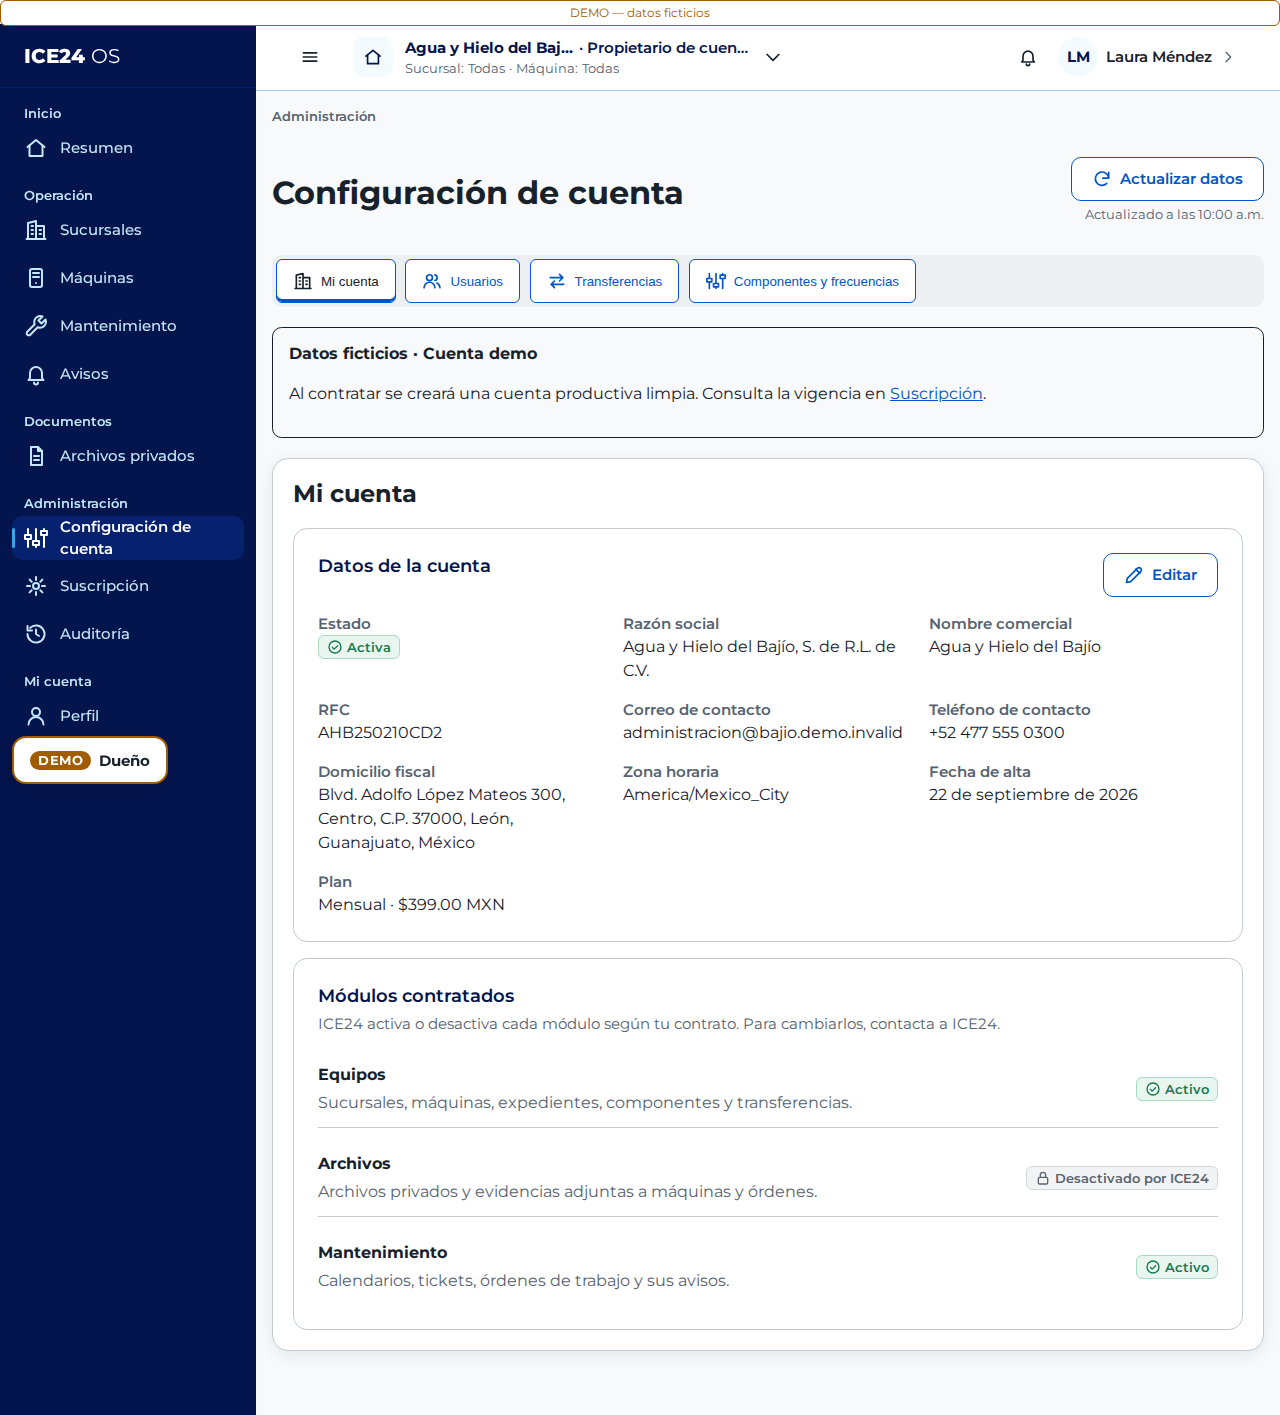 DEMO — datos ficticios
ICE24 OS
Agua y Hielo del Baj... · Propietario de cuen...
Sucursal: Todas · Máquina: Todas
LM Laura Méndez
Inicio
Resumen
Operación
Sucursales
Máquinas
Mantenimiento
Avisos
Documentos
Archivos privados
Administración
Configuración de
cuenta
Suscripción
Auditoría
Mi cuenta
Perfil
DEMO Dueño
Administración
Configuración de cuenta
Actualizar datos
Actualizado a las 10:00 a.m.
Mi cuenta
Usuarios
Transferencias
Componentes y frecuencias
Datos ficticios · Cuenta demo
Al contratar se creará una cuenta productiva limpia. Consulta la vigencia en Suscripción.
Mi cuenta
Datos de la cuenta
Editar
Estado
Activa
Razón social
Agua y Hielo del Bajío, S. de R.L. de
C.V.
Nombre comercial
Agua y Hielo del Bajío
RFC
AHB250210CD2
Correo de contacto
administracion@bajio.demo.invalid
Teléfono de contacto
+52 477 555 0300
Domicilio fiscal
Blvd. Adolfo López Mateos 300,
Centro, C.P. 37000, León,
Guanajuato, México
Zona horaria
America/Mexico_City
Fecha de alta
22 de septiembre de 2026
Plan
Mensual · $399.00 MXN
Módulos contratados
ICE24 activa o desactiva cada módulo según tu contrato. Para cambiarlos, contacta a ICE24.
Equipos
Sucursales, máquinas, expedientes, componentes y transferencias.
Activo
Archivos
Archivos privados y evidencias adjuntas a máquinas y órdenes.
Desactivado por ICE24
Mantenimiento
Calendarios, tickets, órdenes de trabajo y sus avisos.
Activo